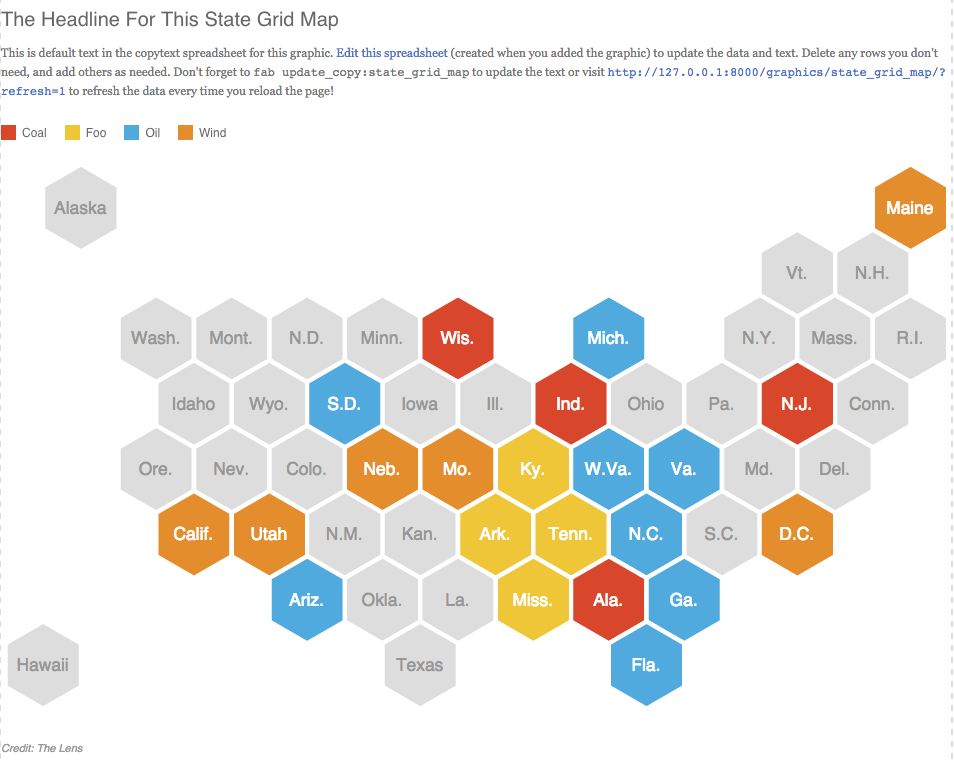 The Headline For This State Grid Map
This is default text in the copytext spreadsheet for this graphic. Edit this spreadsheet (created when you added the graphic) to update the data and text. Delete any rows you don't
need, and add others as needed. Don't forget to fab update_copy:state_grid_map to update the text or visit http://127.0.0.1:8000/graphics/state_grid_map/?
refresh=1 to refresh the data every time you reload the page!
Coal Foo Oil Wind
Alaska Maine
Vt. N.H.
Wash. Mont. N.D. Minn. Wis. Mich. N.Y. Mass. R.I.
Idaho Wyo. S.D. Iowa Ill. Ind. Ohio Pa. N.J. Conn.
Ore. Nev. Colo. Neb. Mo. Ky. W.Va. Va. Md. Del.
Calif. Utah N.M. Kan. Ark. Tenn. N.C. S.C. D.C.
Ariz. Okla. La. Miss. Ala. Ga.
Hawaii Texas Fla.
Credit: The Lens